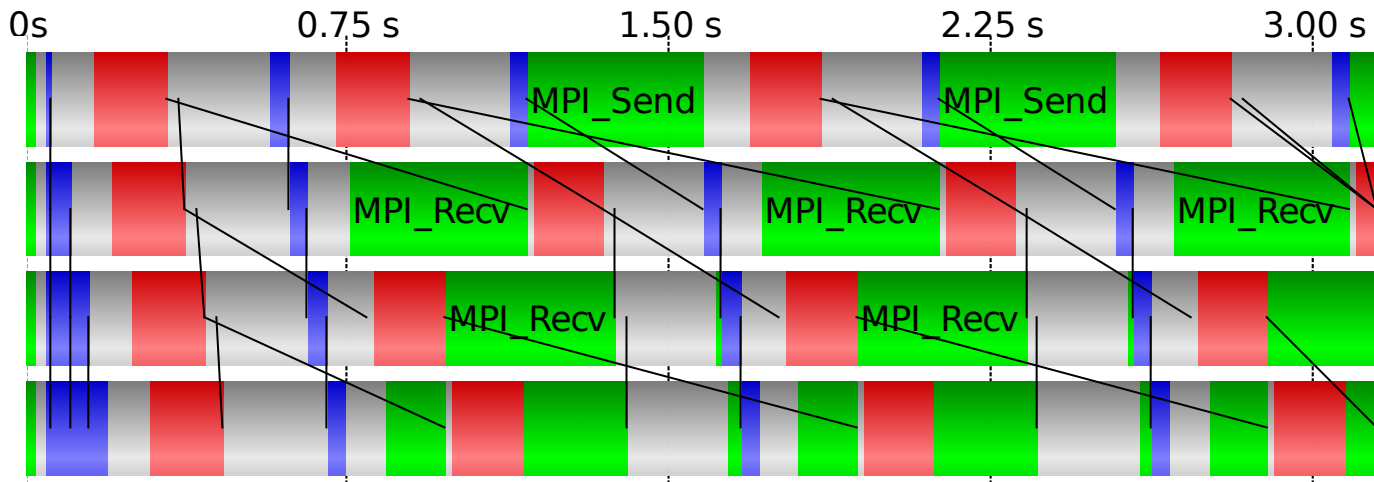 0s 0.75 s 1.50 s 2.25 s 3.00 s
MPI_Send MPI_Send
MPI_Recv MPI_Recv MPI_Recv
MPI_Recv MPI_Recv